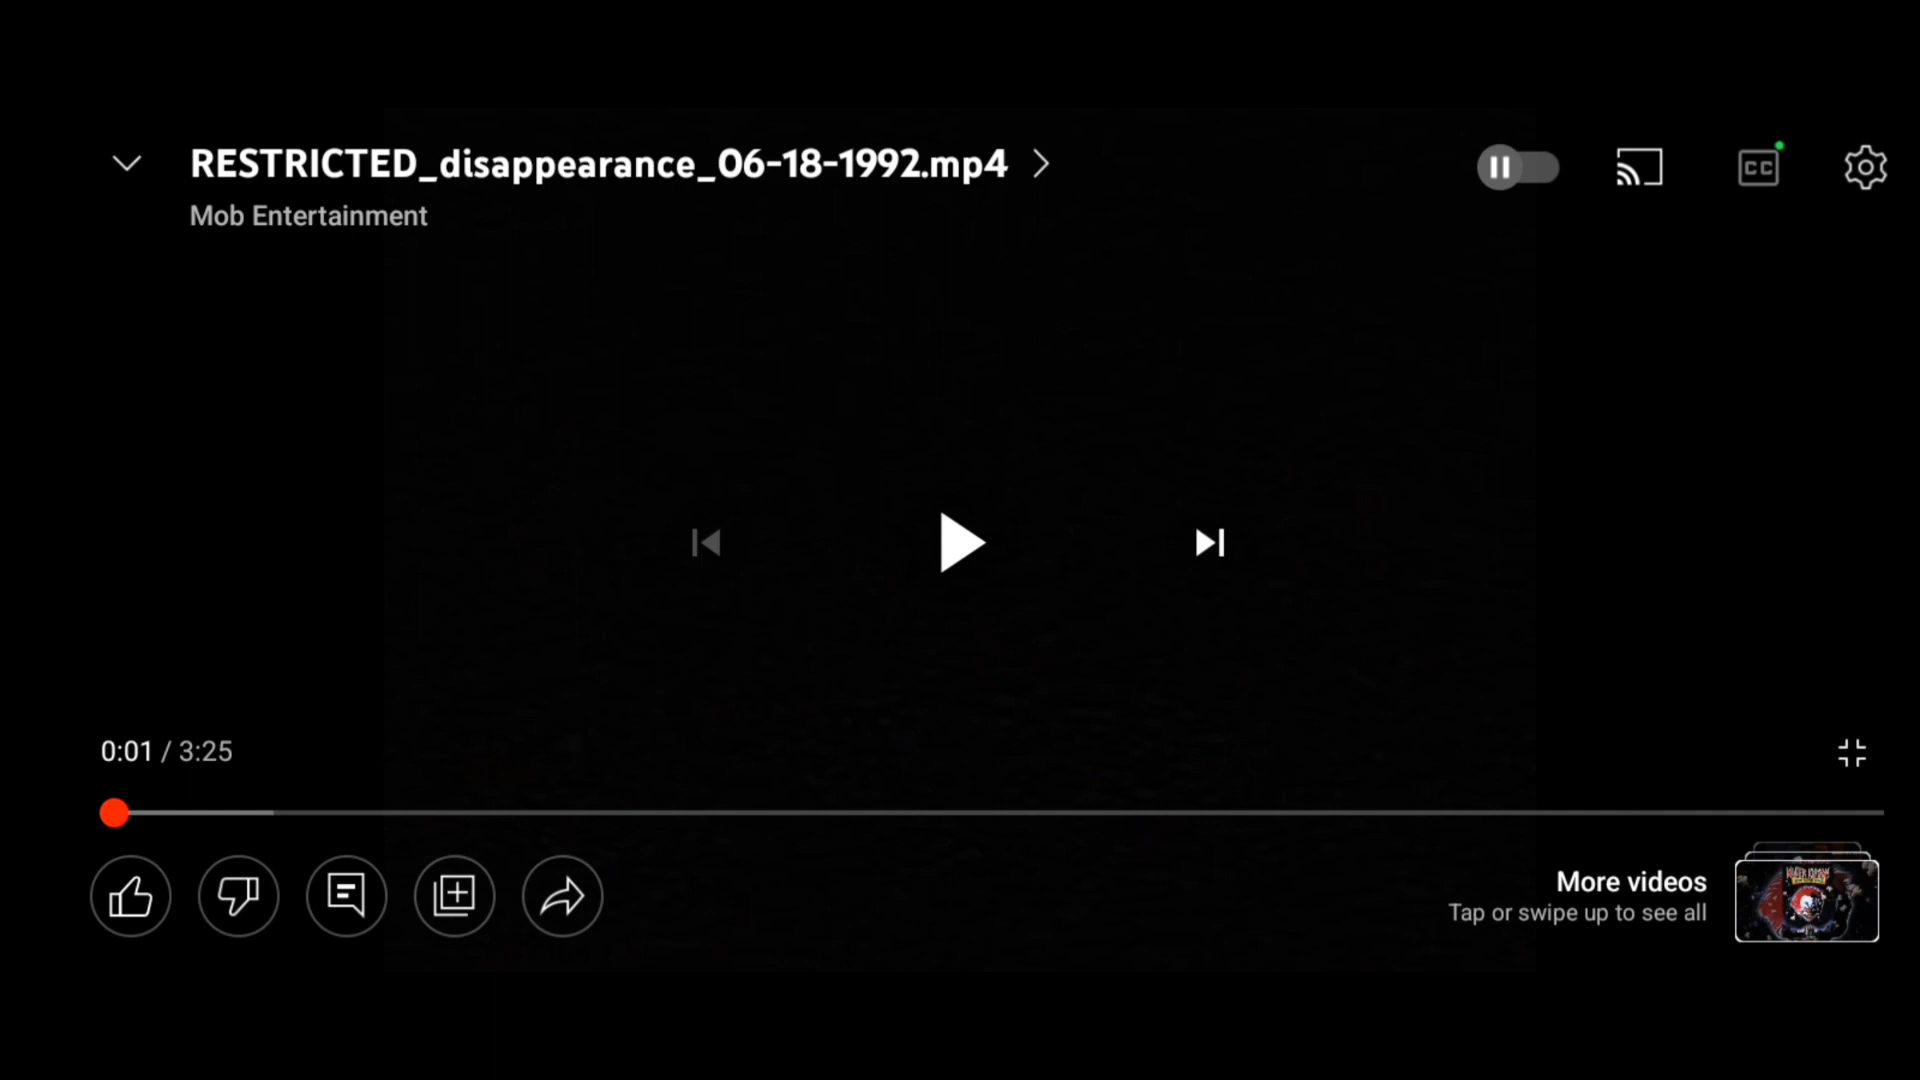 RESTRICTED_disappearance_06-18-1992.mp4
Mob Entertainment
CC
0:01 / 3:25
More videos
Tap or swipe up to see all